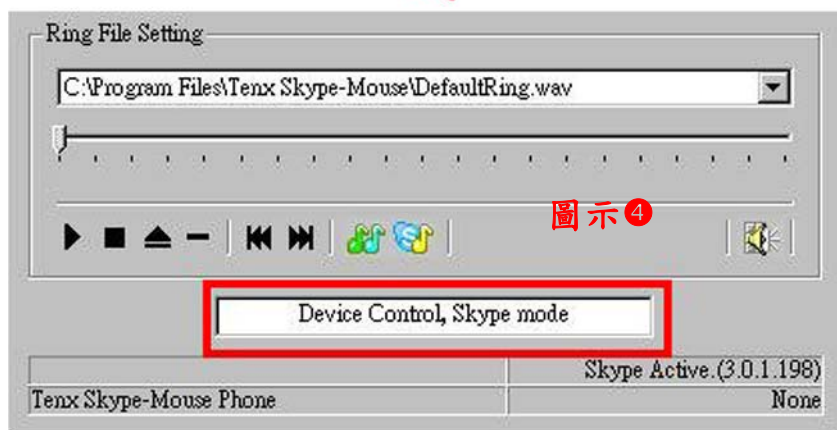 Ring File Setting
C:\Program Files\Tenx Skype-Mouse\DefaultRing.wav
圖示❹
Device Control, Skype mode
Skype Active.(3.0.1.198)
Tenx Skype-Mouse Phone
None